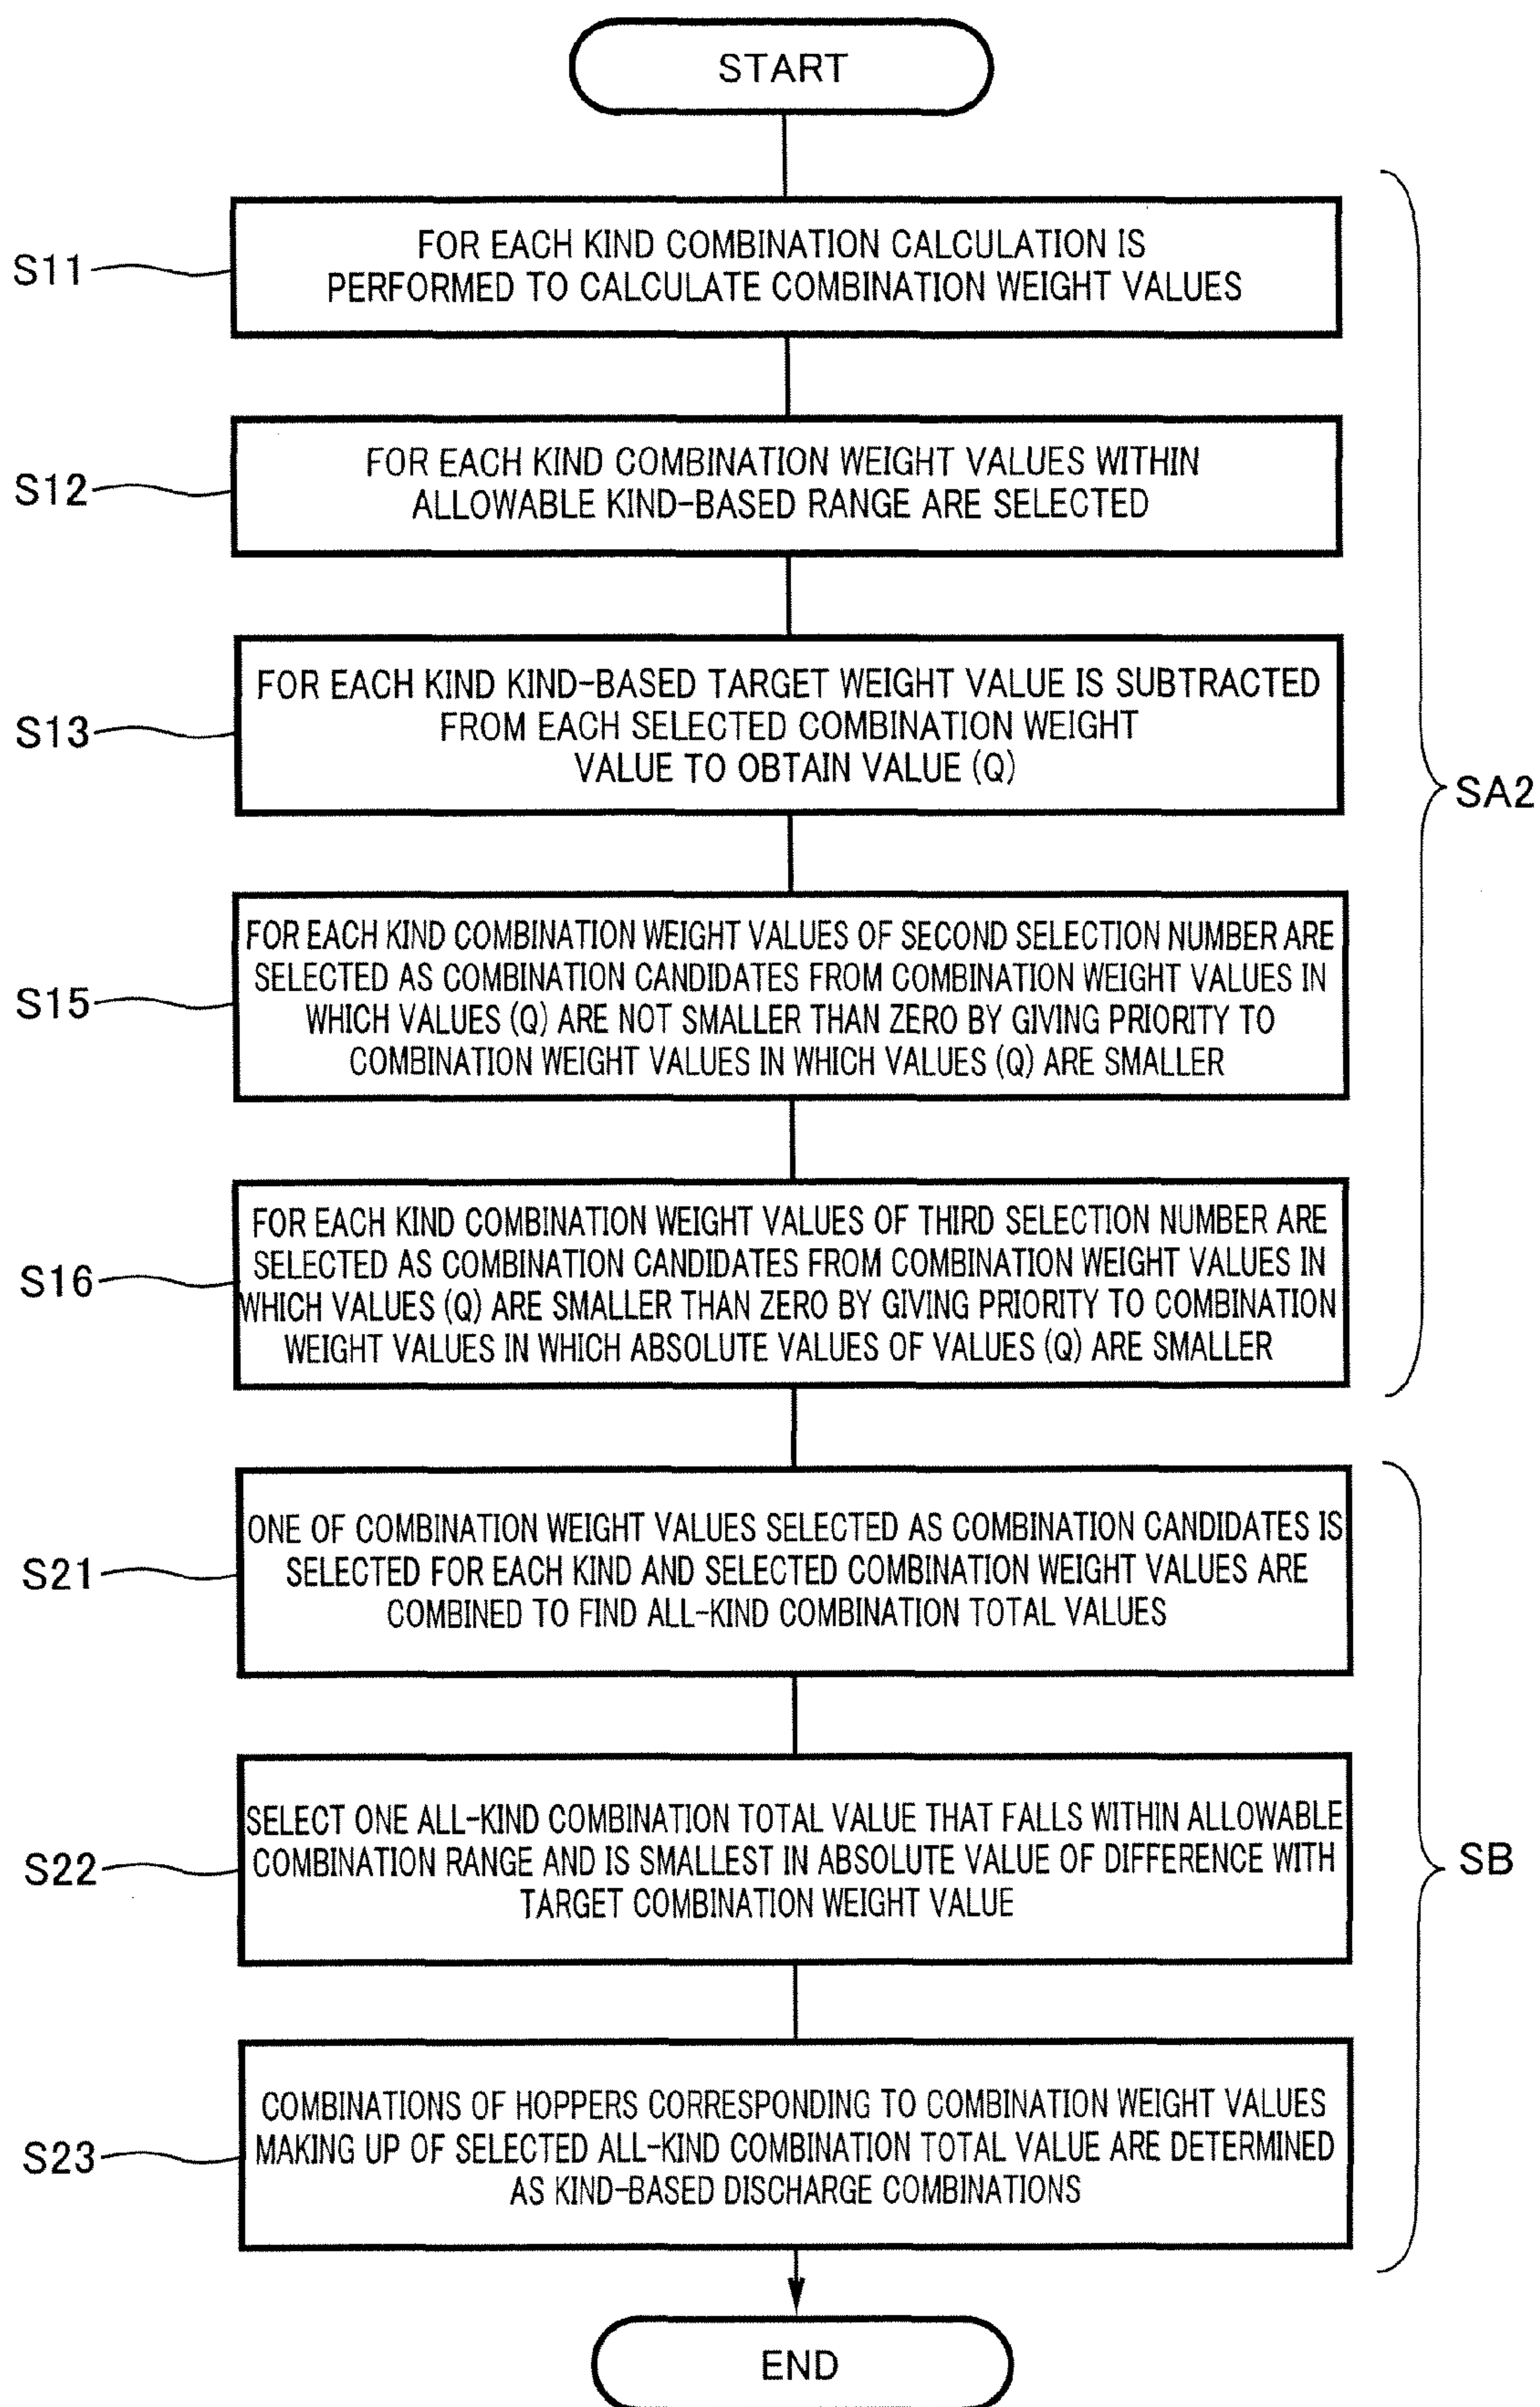 START
S11
FOR EACH KIND COMBINATION CALCULATION IS
PERFORMED TO CALCULATE COMBINATION WEIGHT VALUES
S12
FOR EACH KIND COMBINATION WEIGHT VALUES WITHIN
ALLOWABLE KIND-BASED RANGE ARE SELECTED
S13
FOR EACH KIND KIND-BASED TARGET WEIGHT VALUE IS SUBTRACTED
FROM EACH SELECTED COMBINATION WEIGHT
VALUE TO OBTAIN VALUE (Q)
SA2
S15
FOR EACH KIND COMBINATION WEIGHT VALUES OF SECOND SELECTION NUMBER ARE
SELECTED AS COMBINATION CANDIDATES FROM COMBINATION WEIGHT VALUES IN
WHICH VALUES (Q) ARE NOT SMALLER THAN ZERO BY GIVING PRIORITY TO
COMBINATION WEIGHT VALUES IN WHICH VALUES (Q) ARE SMALLER
S16
FOR EACH KIND COMBINATION WEIGHT VALUES OF THIRD SELECTION NUMBER ARE
SELECTED AS COMBINATION CANDIDATES FROM COMBINATION WEIGHT VALUES IN
WHICH VALUES (Q) ARE SMALLER THAN ZERO BY GIVING PRIORITY TO COMBINATION
WEIGHT VALUES IN WHICH ABSOLUTE VALUES OF VALUES (Q) ARE SMALLER
S21
ONE OF COMBINATION WEIGHT VALUES SELECTED AS COMBINATION CANDIDATES IS
SELECTED FOR EACH KIND AND SELECTED COMBINATION WEIGHT VALUES ARE
COMBINED TO FIND ALL-KIND COMBINATION TOTAL VALUES
S22
SELECT ONE ALL-KIND COMBINATION TOTAL VALUE THAT FALLS WITHIN ALLOWABLE
COMBINATION RANGE AND IS SMALLEST IN ABSOLUTE VALUE OF DIFFERENCE WITH
TARGET COMBINATION WEIGHT VALUE
SB
S23
COMBINATIONS OF HOPPERS CORRESPONDING TO COMBINATION WEIGHT VALUES
MAKING UP OF SELECTED ALL-KIND COMBINATION TOTAL VALUE ARE DETERMINED
AS KIND-BASED DISCHARGE COMBINATIONS
END